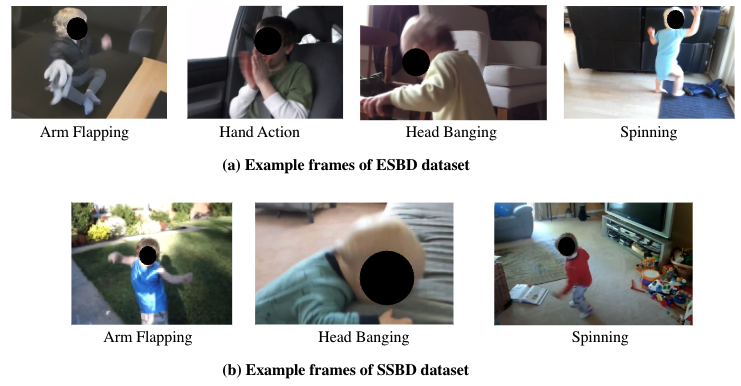 Arm Flapping
Hand Action
Head Banging
Spinning
(a) Example frames of ESBD dataset
Arm Flapping
Head Banging
Spinning
(b) Example frames of SSBD dataset